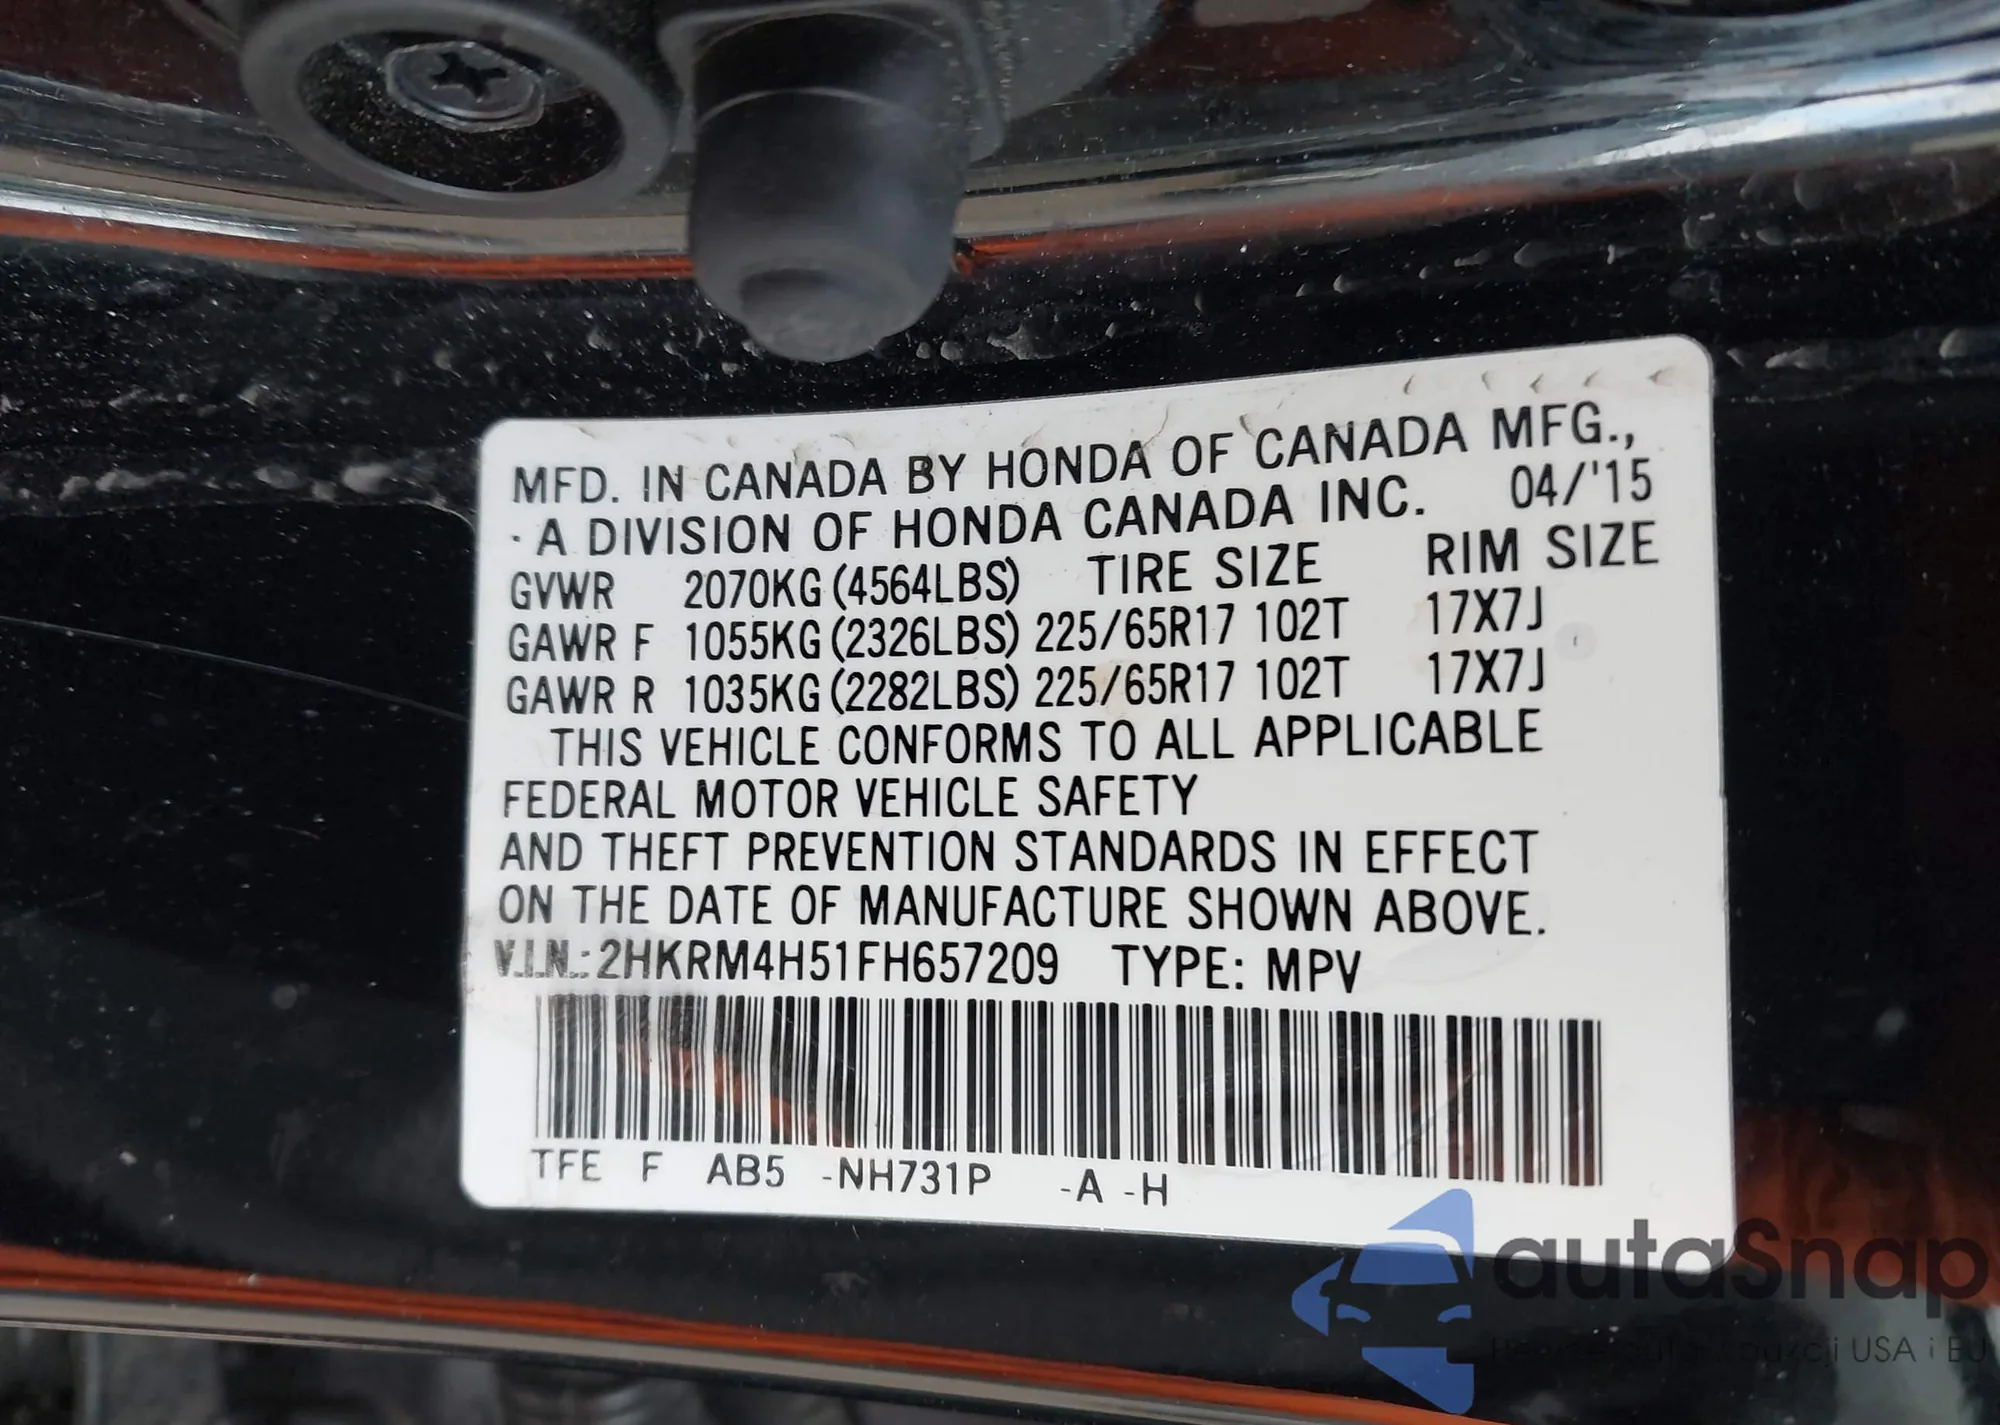 MFD. IN CANADA BY HONDA OF CANADA MFG.,
· A DIVISION OF HONDA CANADA INC. 04/'15
GVWR 2070KG (4564LBS) TIRE SIZE RIM SIZE
GAWR F 1055KG (2326LBS) 225/65R17 102T 17X7J
GAWR R 1035KG (2282LBS) 225/65R17 102T 17X7J
THIS VEHICLE CONFORMS TO ALL APPLICABLE
FEDERAL MOTOR VEHICLE SAFETY
AND THEFT PREVENTION STANDARDS IN EFFECT
ON THE DATE OF MANUFACTURE SHOWN ABOVE.
V.I.N.: 2HKRM4H51FH657209 TYPE: MPV
TFE F AB5 -NH731P -A -H
autaSnap
USA i EU